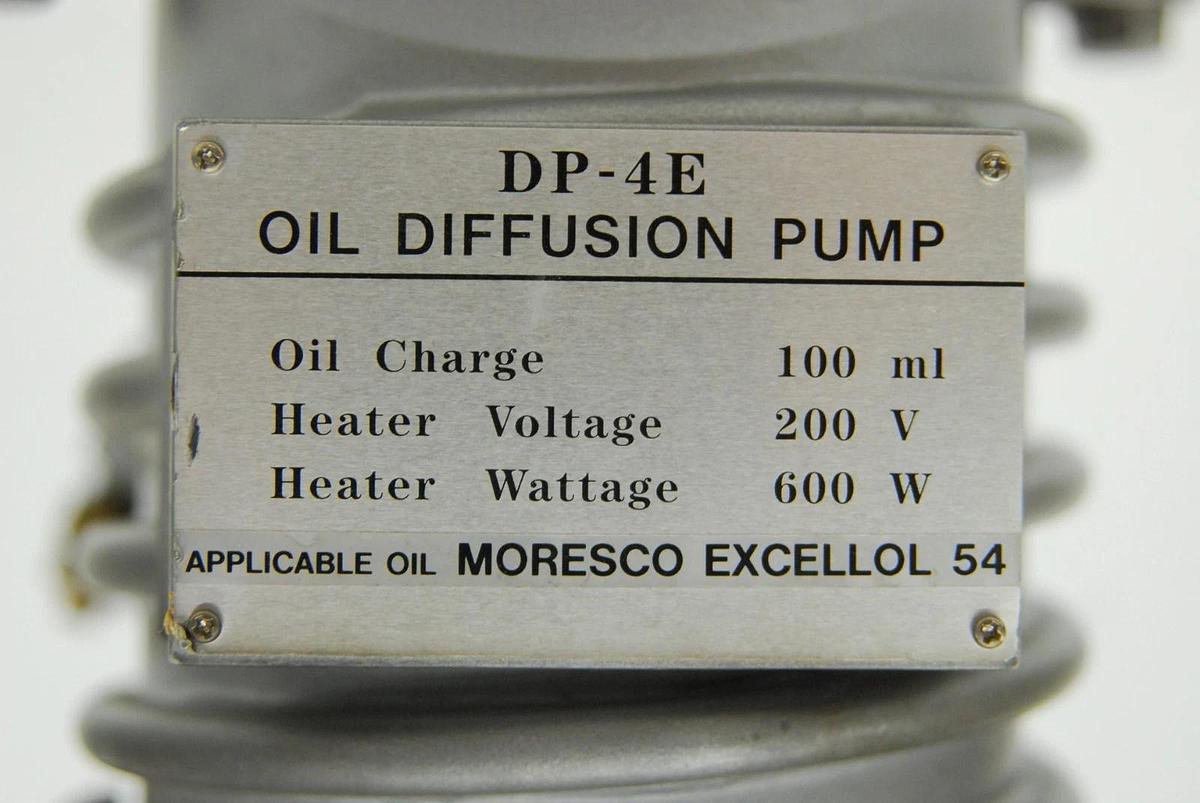 DP-4E
OIL DIFFUSION PUMP
Oil Charge 100 ml
Heater Voltage 200 V
Heater Wattage 600 W
APPLICABLE OIL MORESCO EXCELLOL 54